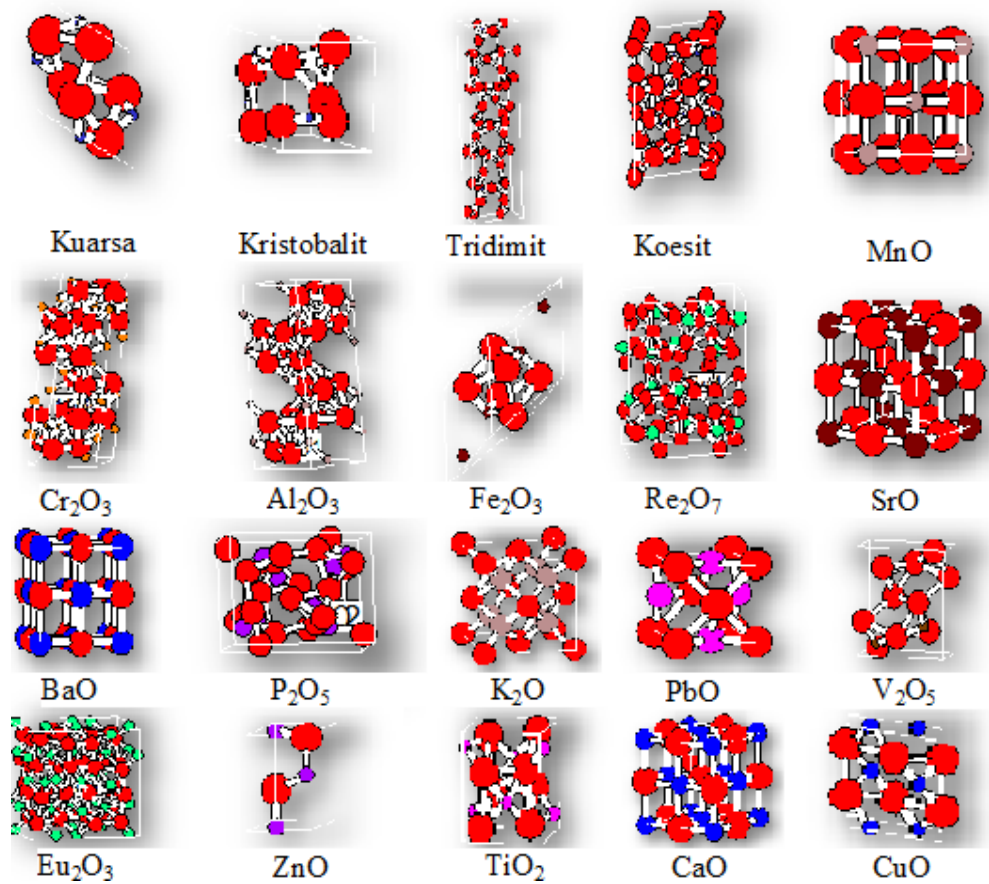 Kuarsa Kristobalit Tridimit Koesit MnO
Cr₂O₃ Al₂O₃ Fe₂O₃ Re₂O₇ SrO
BaO P₂O₅ K₂O PbO V₂O₅
Eu₂O₃ ZnO TiO₂ CaO CuO